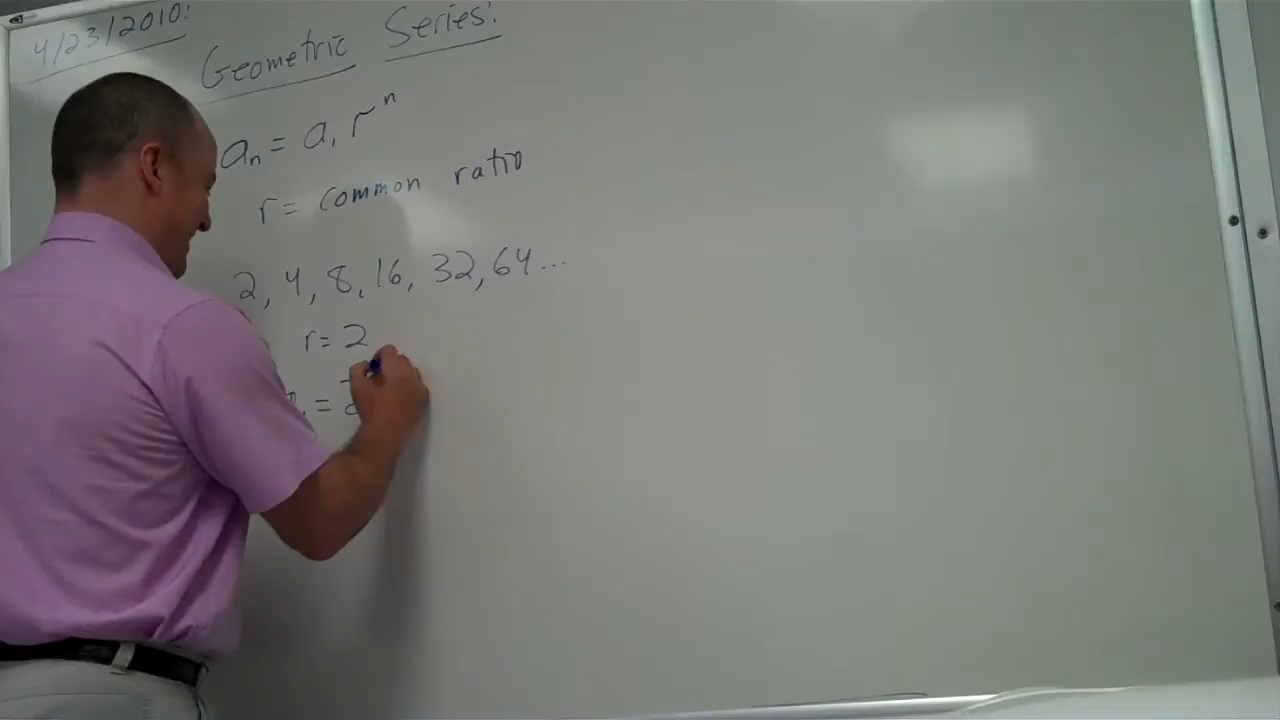 4/23/2010:
Geometric Series:
aₙ = a₁ rⁿ
r = common ratio
2, 4, 8, 16, 32, 64...
r = 2
=